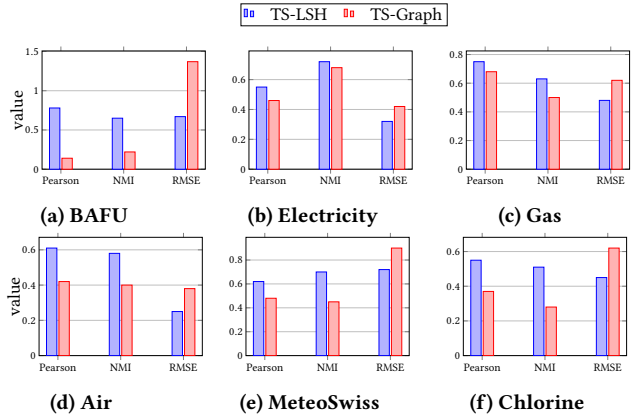 TS-LSH TS-Graph
value
1.5
1
0.5
0
Pearson NMI RMSE
(a) BAFU
0.6
0.4
0.2
0
Pearson NMI RMSE
(b) Electricity
0.8
0.6
0.4
0.2
0
Pearson NMI RMSE
(c) Gas
value
0.6
0.4
0.2
0
Pearson NMI RMSE
(d) Air
0.8
0.6
0.4
0.2
0
Pearson NMI RMSE
(e) MeteoSwiss
0.6
0.4
0.2
0
Pearson NMI RMSE
(f) Chlorine